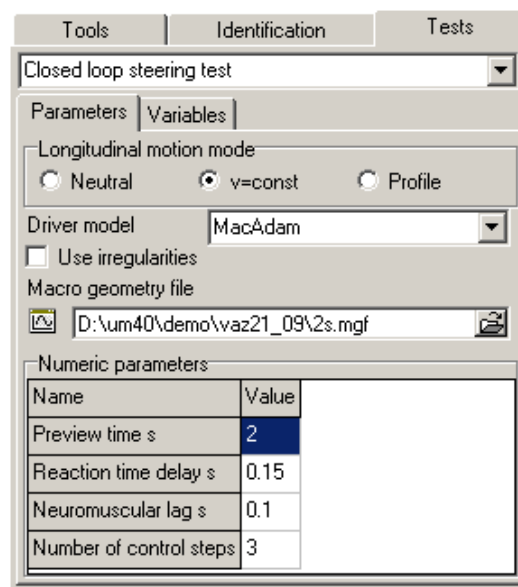 Tools Identification Tests
Closed loop steering test
Parameters Variables
Longitudinal motion mode
Neutral v=const Profile
Driver model MacAdam
Use irregularities
Macro geometry file
D:\um40\demo\vaz21_09\2s.mgf
Numeric parameters
Name Value
Preview time s 2
Reaction time delay s 0.15
Neuromuscular lag s 0.1
Number of control steps 3